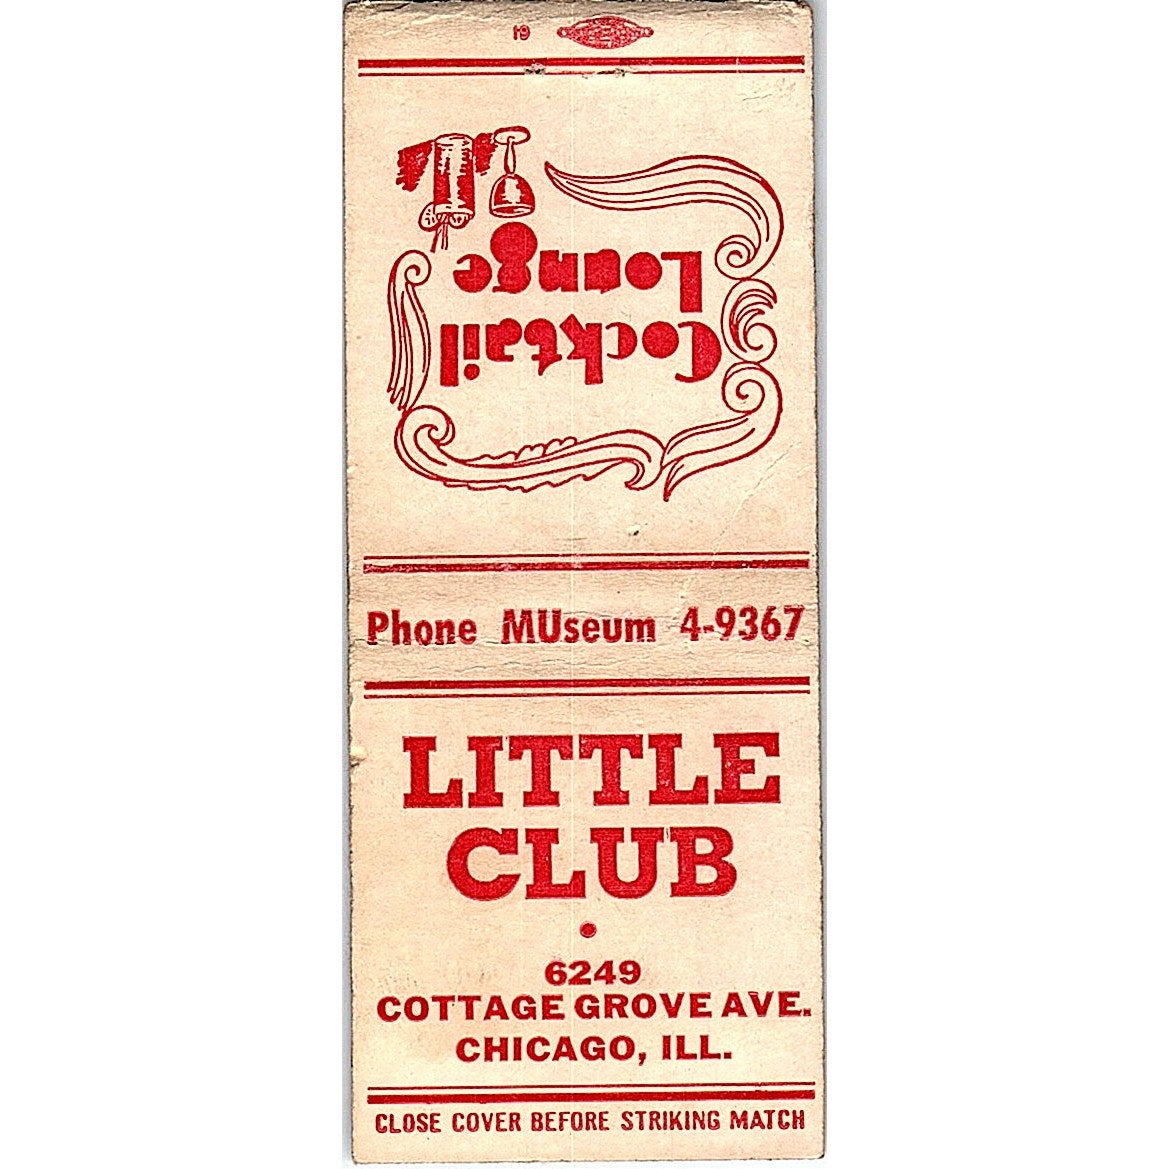 19
Cocktail
Lounge
Phone MUseum 4-9367
LITTLE
CLUB
6249
COTTAGE GROVE AVE.
CHICAGO, ILL.
CLOSE COVER BEFORE STRIKING MATCH